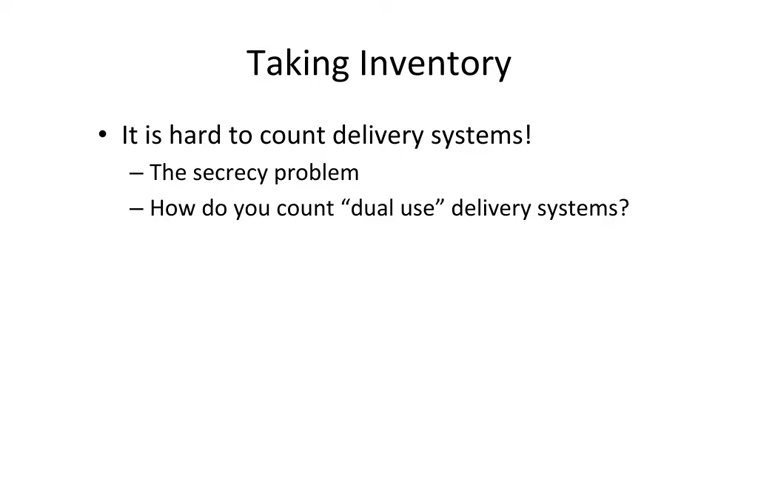 Taking Inventory
• It is hard to count delivery systems!
– The secrecy problem
– How do you count “dual use” delivery systems?